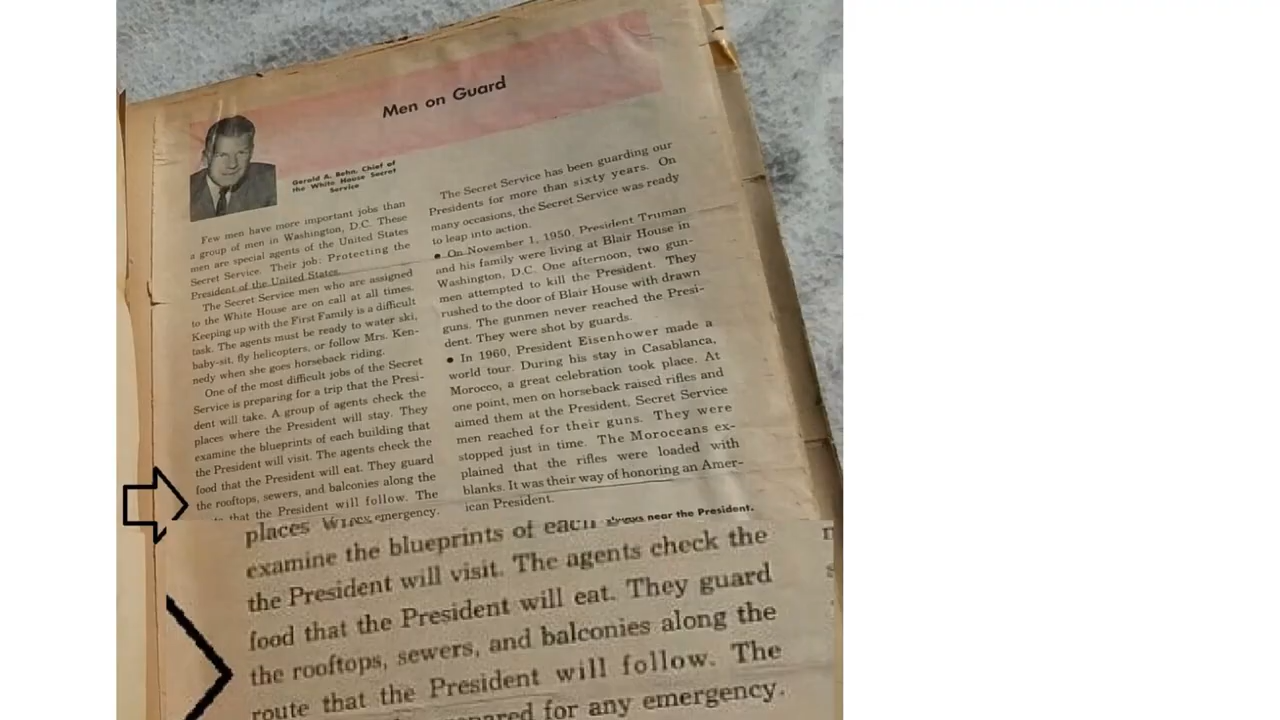 Men on Guard
Gerald A. Behn, Chief of
the White House Secret
Service
Few men have more important jobs than
a group of men in Washington, D.C. These
men are special agents of the United States
Secret Service. Their job: Protecting the
President of the United States.
The Secret Service men who are assigned
to the White House are on call at all times.
Keeping up with the First Family is a difficult
task. The agents must be ready to water ski,
baby-sit, fly helicopters, or follow Mrs. Ken-
nedy when she goes horseback riding.
One of the most difficult jobs of the Secret
Service is preparing for a trip that the Presi-
dent will take. A group of agents check the
places where the President will stay. They
examine the blueprints of each building that
the President will visit. The agents check the
food that the President will eat. They guard
the rooftops, sewers, and balconies along the
that the President will follow. The
emergency.
The Secret Service has been guarding our
Presidents for more than sixty years. On
many occasions, the Secret Service was ready
to leap into action.
• On November 1, 1950, President Truman
and his family were living at Blair House in
Washington, D.C. One afternoon, two gun-
men attempted to kill the President. They
rushed to the door of Blair House with drawn
guns. The gunmen never reached the Presi-
dent. They were shot by guards.
• In 1960, President Eisenhower made a
world tour. During his stay in Casablanca,
Morocco, a great celebration took place. At
one point, men on horseback raised rifles and
aimed them at the President. Secret Service
men reached for their guns. They were
stopped just in time. The Moroccans ex-
plained that the rifles were loaded with
blanks. It was their way of honoring an Amer-
ican President.
near the President.
places
examine the blueprints of each
the President will visit. The agents check the
food that the President will eat. They guard
the rooftops, sewers, and balconies along the
route that the President will follow. The
for any emergency.